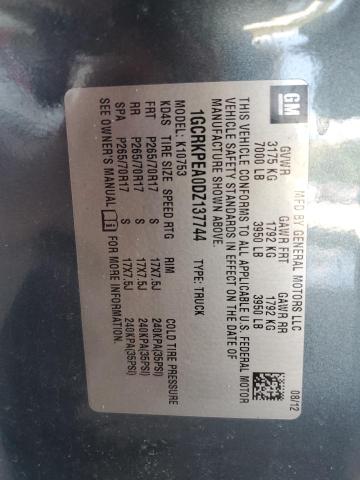 GM
MFD BY GENERAL MOTORS LLC
08/12
GVWR GAWR FRT GAWR RR
3175 KG 1792 KG 1792 KG
7000 LB 3950 LB 3950 LB
THIS VEHICLE CONFORMS TO ALL APPLICABLE U.S. FEDERAL MOTOR
VEHICLE SAFETY STANDARDS IN EFFECT ON THE DATE OF
MANUFACTURE SHOWN ABOVE.
1GCRKPEA0DZ137744 TYPE: TRUCK
MODEL: K10753
KD4S TIRE SIZE SPEED RTG RIM COLD TIRE PRESSURE
FRT P265/70R17 S 17X7.5J 240KPA(35PSI)
RR P265/70R17 S 17X7.5J 240KPA(35PSI)
SPA P265/70R17 S 17X7.5J 240KPA(35PSI)
SEE OWNER'S MANUAL FOR MORE INFORMATION.